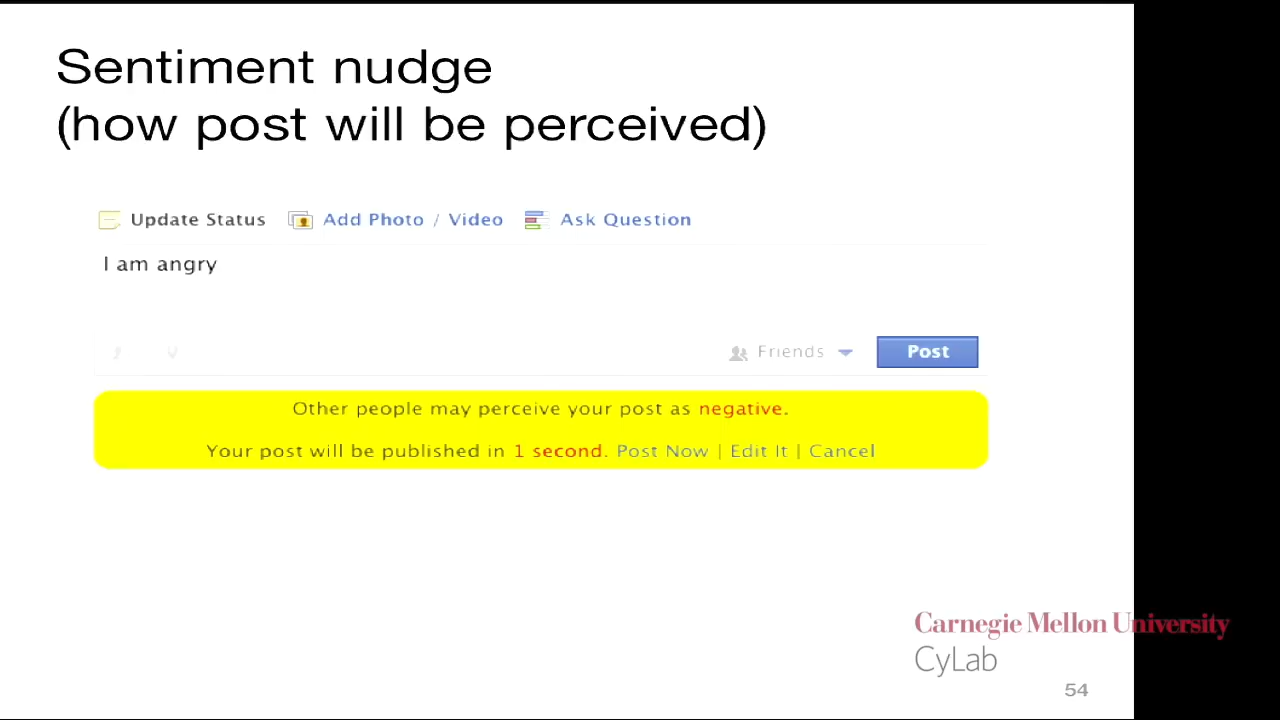 Sentiment nudge
(how post will be perceived)
Update Status Add Photo / Video Ask Question
I am angry
Friends Post
Other people may perceive your post as negative.
Your post will be published in 1 second. Post Now | Edit It | Cancel
Carnegie Mellon University
CyLab
54